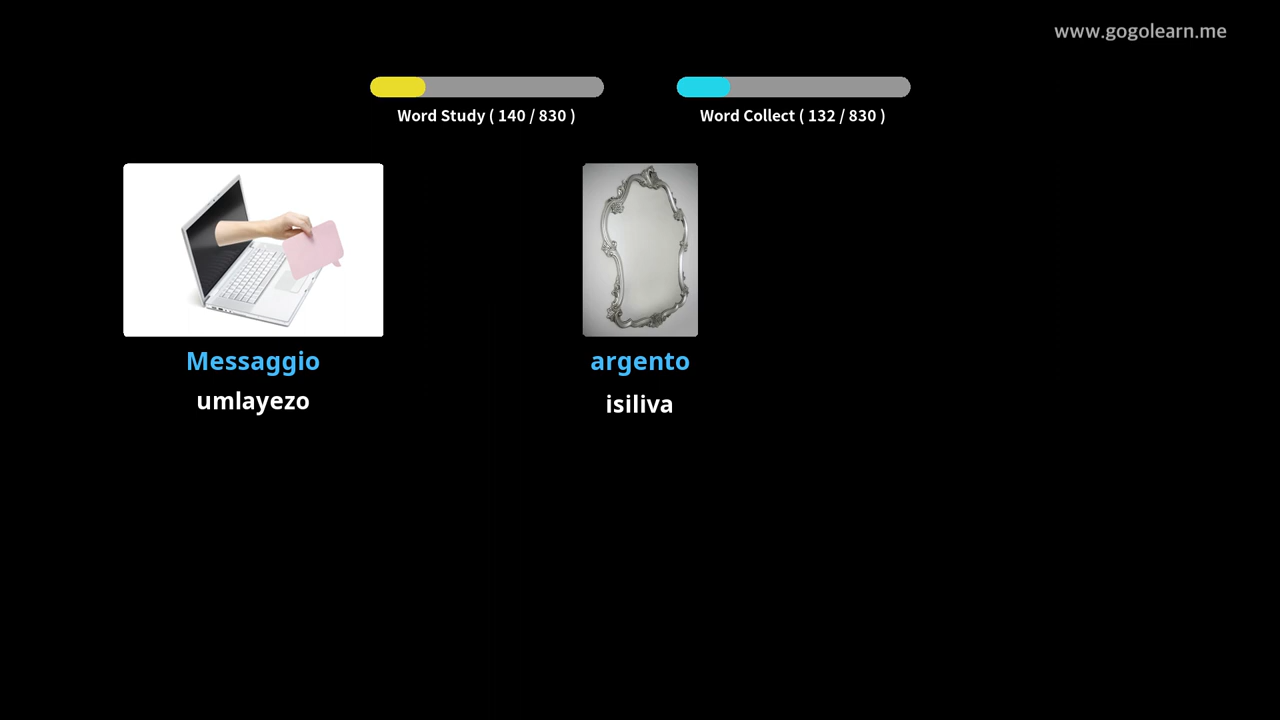 www.gogolearn.me
Word Study ( 140 / 830 )
Word Collect ( 132 / 830 )
Messaggio
umlayezo
argento
isiliva